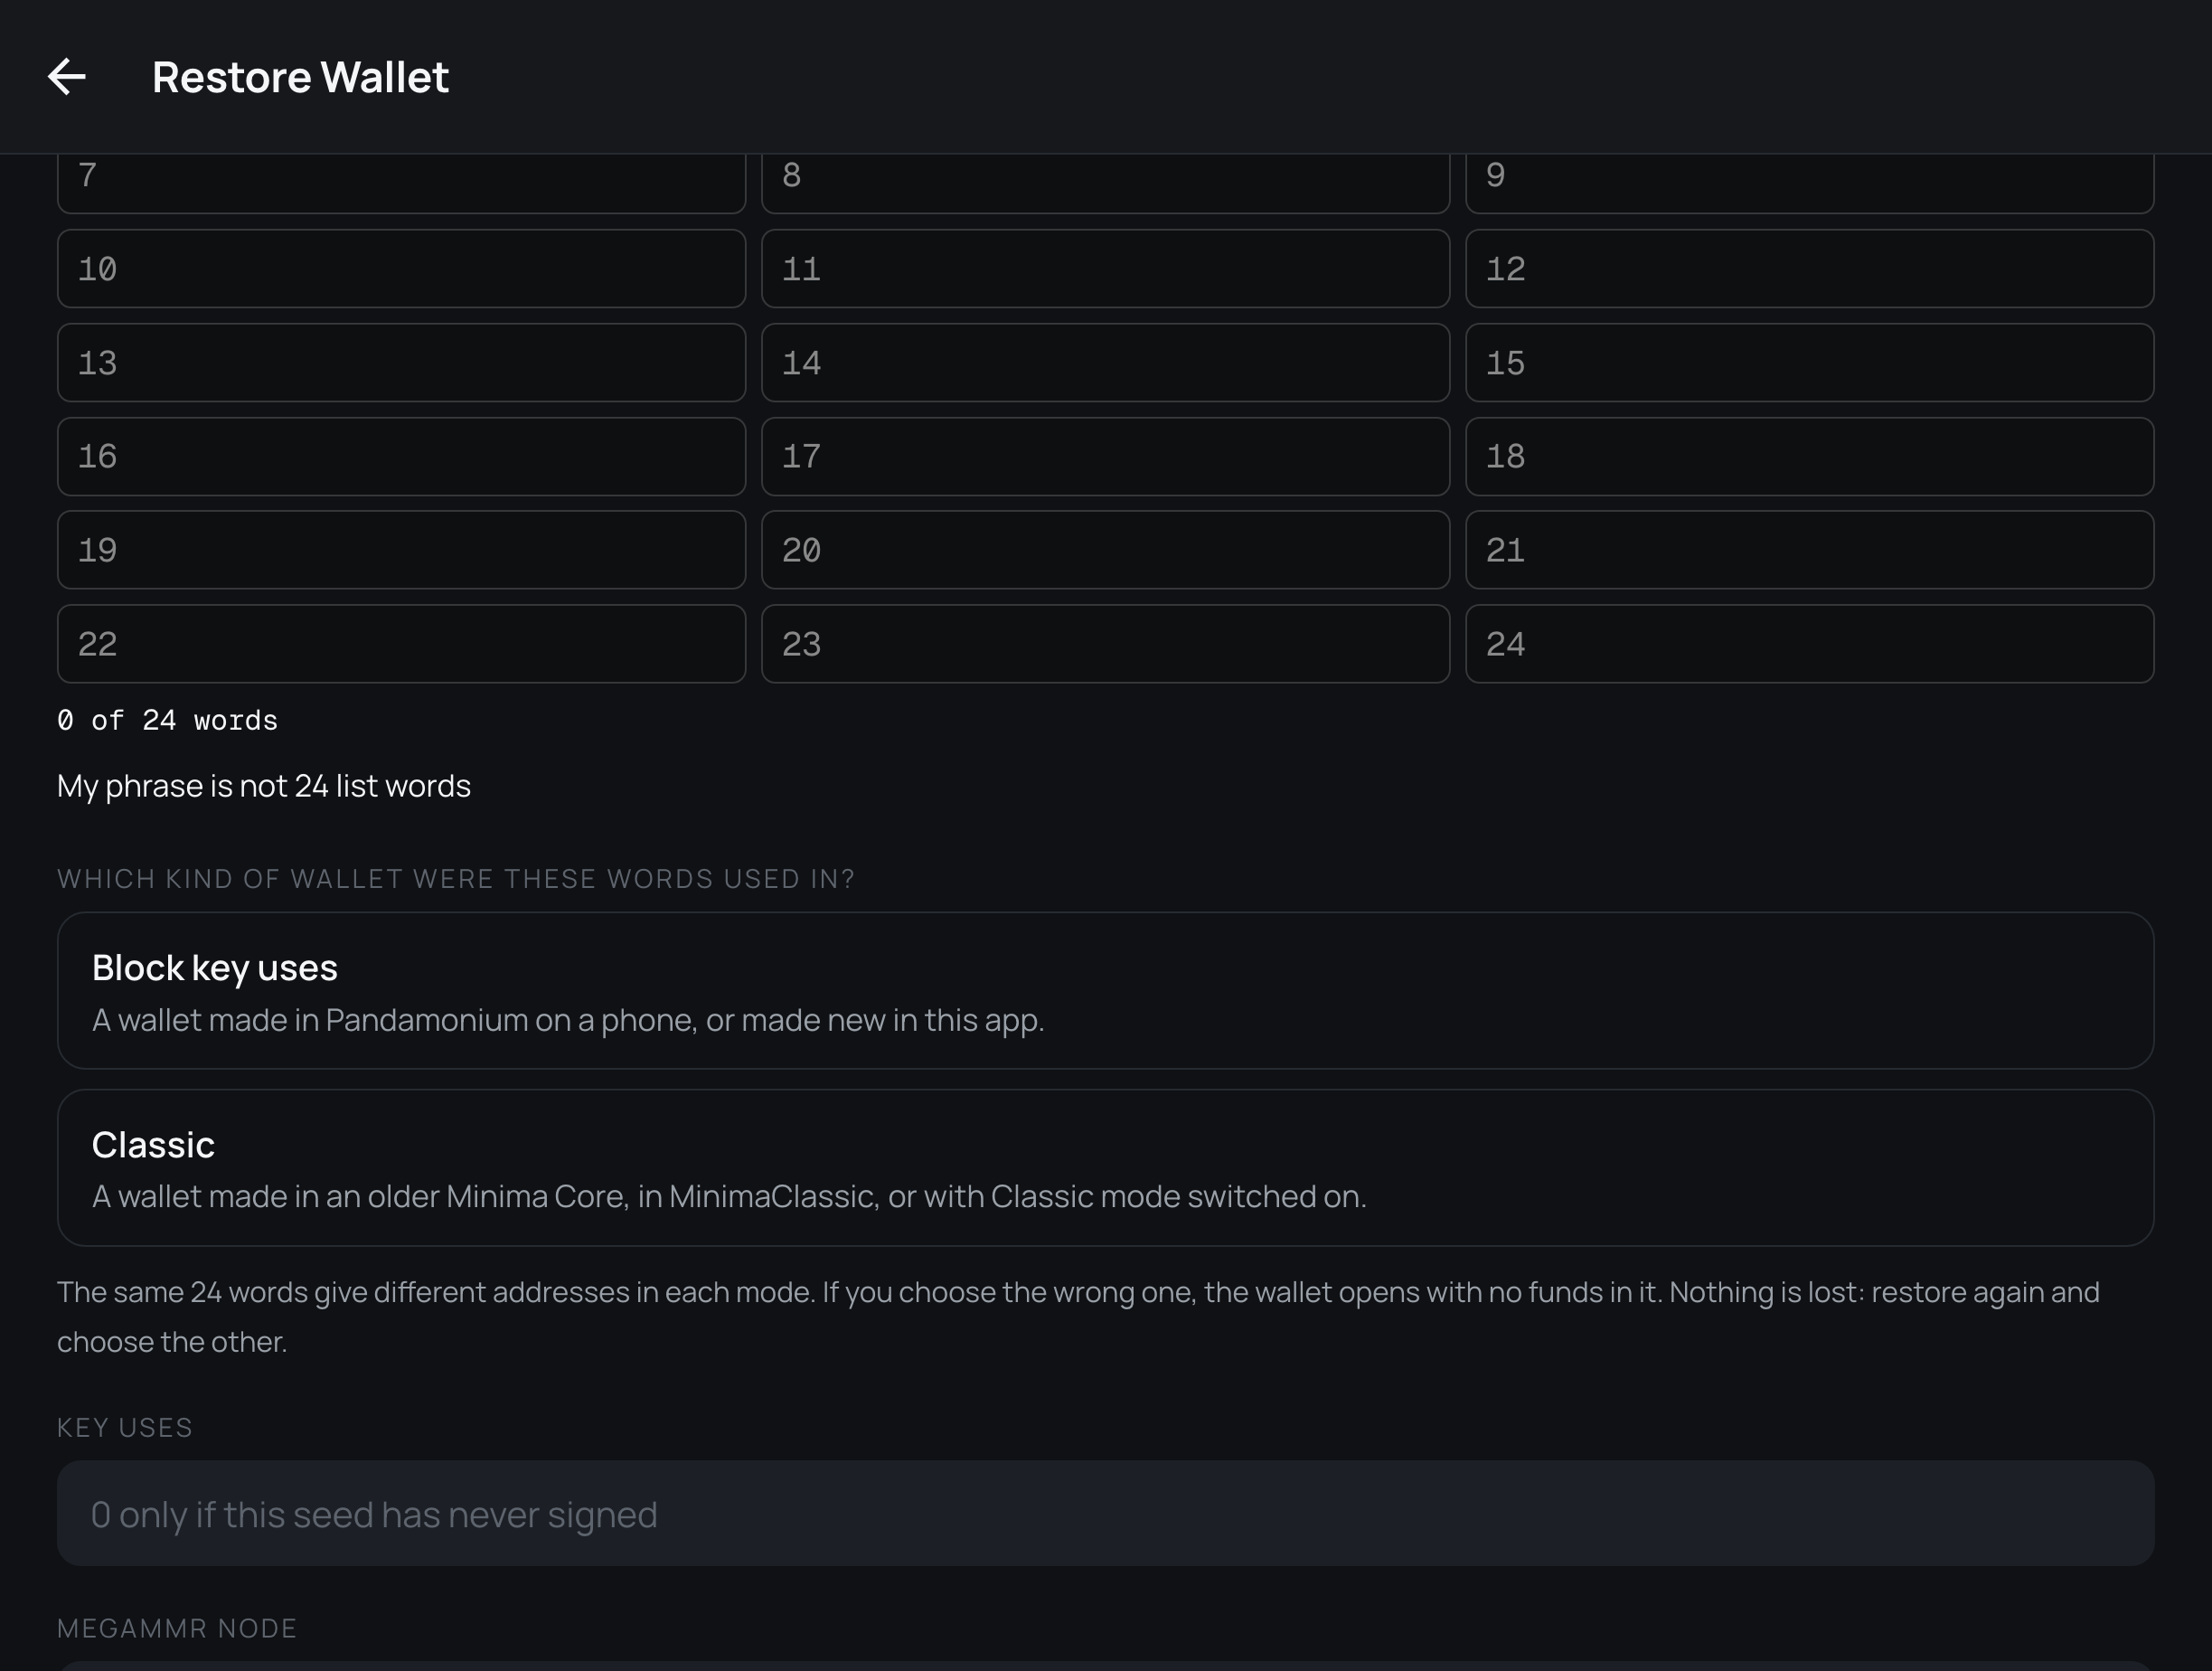 Restore Wallet
7 8 9
10 11 12
13 14 15
16 17 18
19 20 21
22 23 24
0 of 24 words
My phrase is not 24 list words
WHICH KIND OF WALLET WERE THESE WORDS USED IN?
Block key uses
A wallet made in Pandamonium on a phone, or made new in this app.
Classic
A wallet made in an older Minima Core, in MinimaClassic, or with Classic mode switched on.
The same 24 words give different addresses in each mode. If you choose the wrong one, the wallet opens with no funds in it. Nothing is lost: restore again and
choose the other.
KEY USES
0 only if this seed has never signed
MEGAMMR NODE